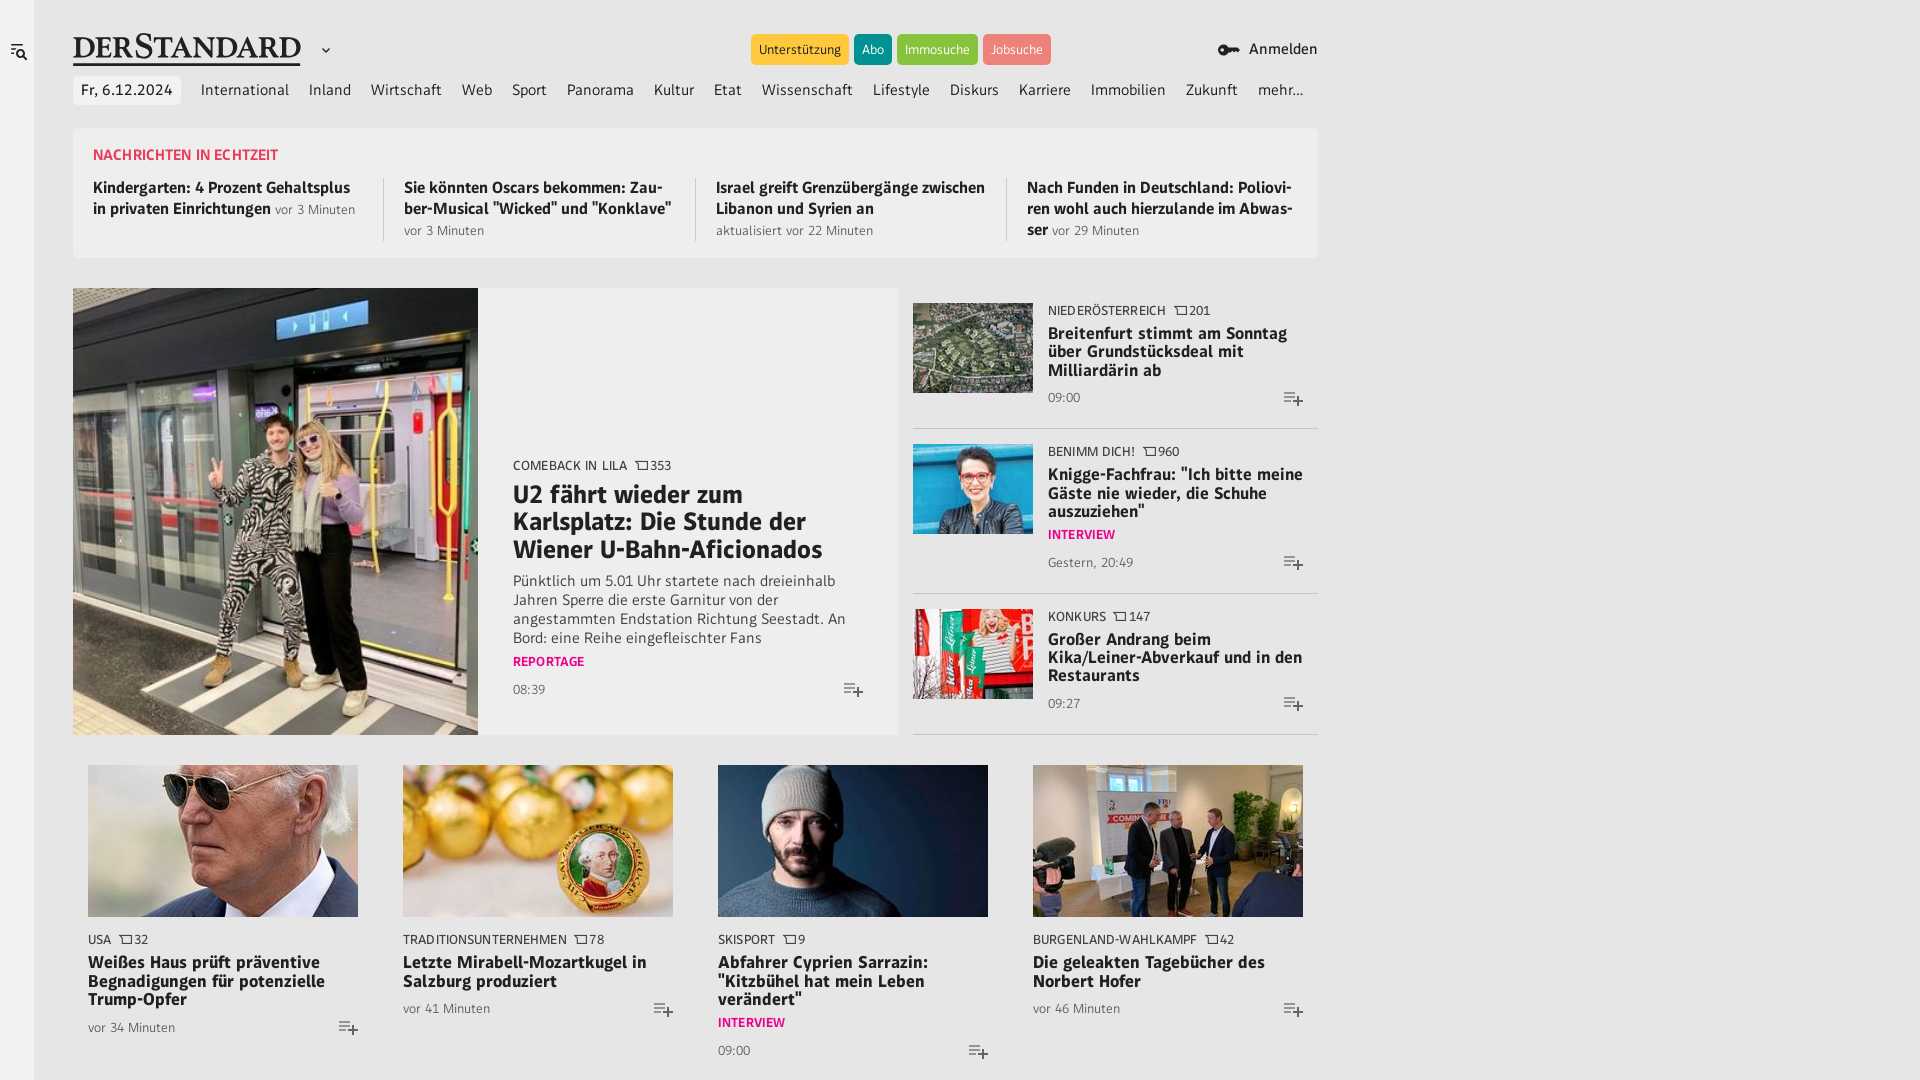 DERSTANDARD
Unterstützung
Abo
Immosuche
Jobsuche
Anmelden
Fr, 6.12.2024
International
Inland
Wirtschaft
Web
Sport
Panorama
Kultur
Etat
Wissenschaft
Lifestyle
Diskurs
Karriere
Immobilien
Zukunft
mehr...
NACHRICHTEN IN ECHTZEIT
Kindergarten: 4 Prozent Gehaltsplus
in privaten Einrichtungen vor 3 Minuten
Sie könnten Oscars bekommen: Zau-
ber-Musical "Wicked" und "Konklave"
vor 3 Minuten
Israel greift Grenzübergänge zwischen
Libanon und Syrien an
aktualisiert vor 22 Minuten
Nach Funden in Deutschland: Poliovi-
ren wohl auch hierzulande im Abwas-
ser vor 29 Minuten
COMEBACK IN LILA 353
U2 fährt wieder zum
Karlsplatz: Die Stunde der
Wiener U-Bahn-Aficionados
Pünktlich um 5.01 Uhr startete nach dreieinhalb
Jahren Sperre die erste Garnitur von der
angestammten Endstation Richtung Seestadt. An
Bord: eine Reihe eingefleischter Fans
REPORTAGE
08:39
NIEDERÖSTERREICH 201
Breitenfurt stimmt am Sonntag
über Grundstücksdeal mit
Milliardärin ab
09:00
BENIMM DICH! 960
Knigge-Fachfrau: "Ich bitte meine
Gäste nie wieder, die Schuhe
auszuziehen"
INTERVIEW
Gestern, 20:49
kika
Leiner
Leiner
KONKURS 147
Großer Andrang beim
Kika/Leiner-Abverkauf und in den
Restaurants
09:27
USA 32
Weißes Haus prüft präventive
Begnadigungen für potenzielle
Trump-Opfer
vor 34 Minuten
TRADITIONSUNTERNEHMEN 78
Letzte Mirabell-Mozartkugel in
Salzburg produziert
vor 41 Minuten
SKISPORT 9
Abfahrer Cyprien Sarrazin:
"Kitzbühel hat mein Leben
verändert"
INTERVIEW
09:00
BURGENLAND-WAHLKAMPF 42
Die geleakten Tagebücher des
Norbert Hofer
vor 46 Minuten